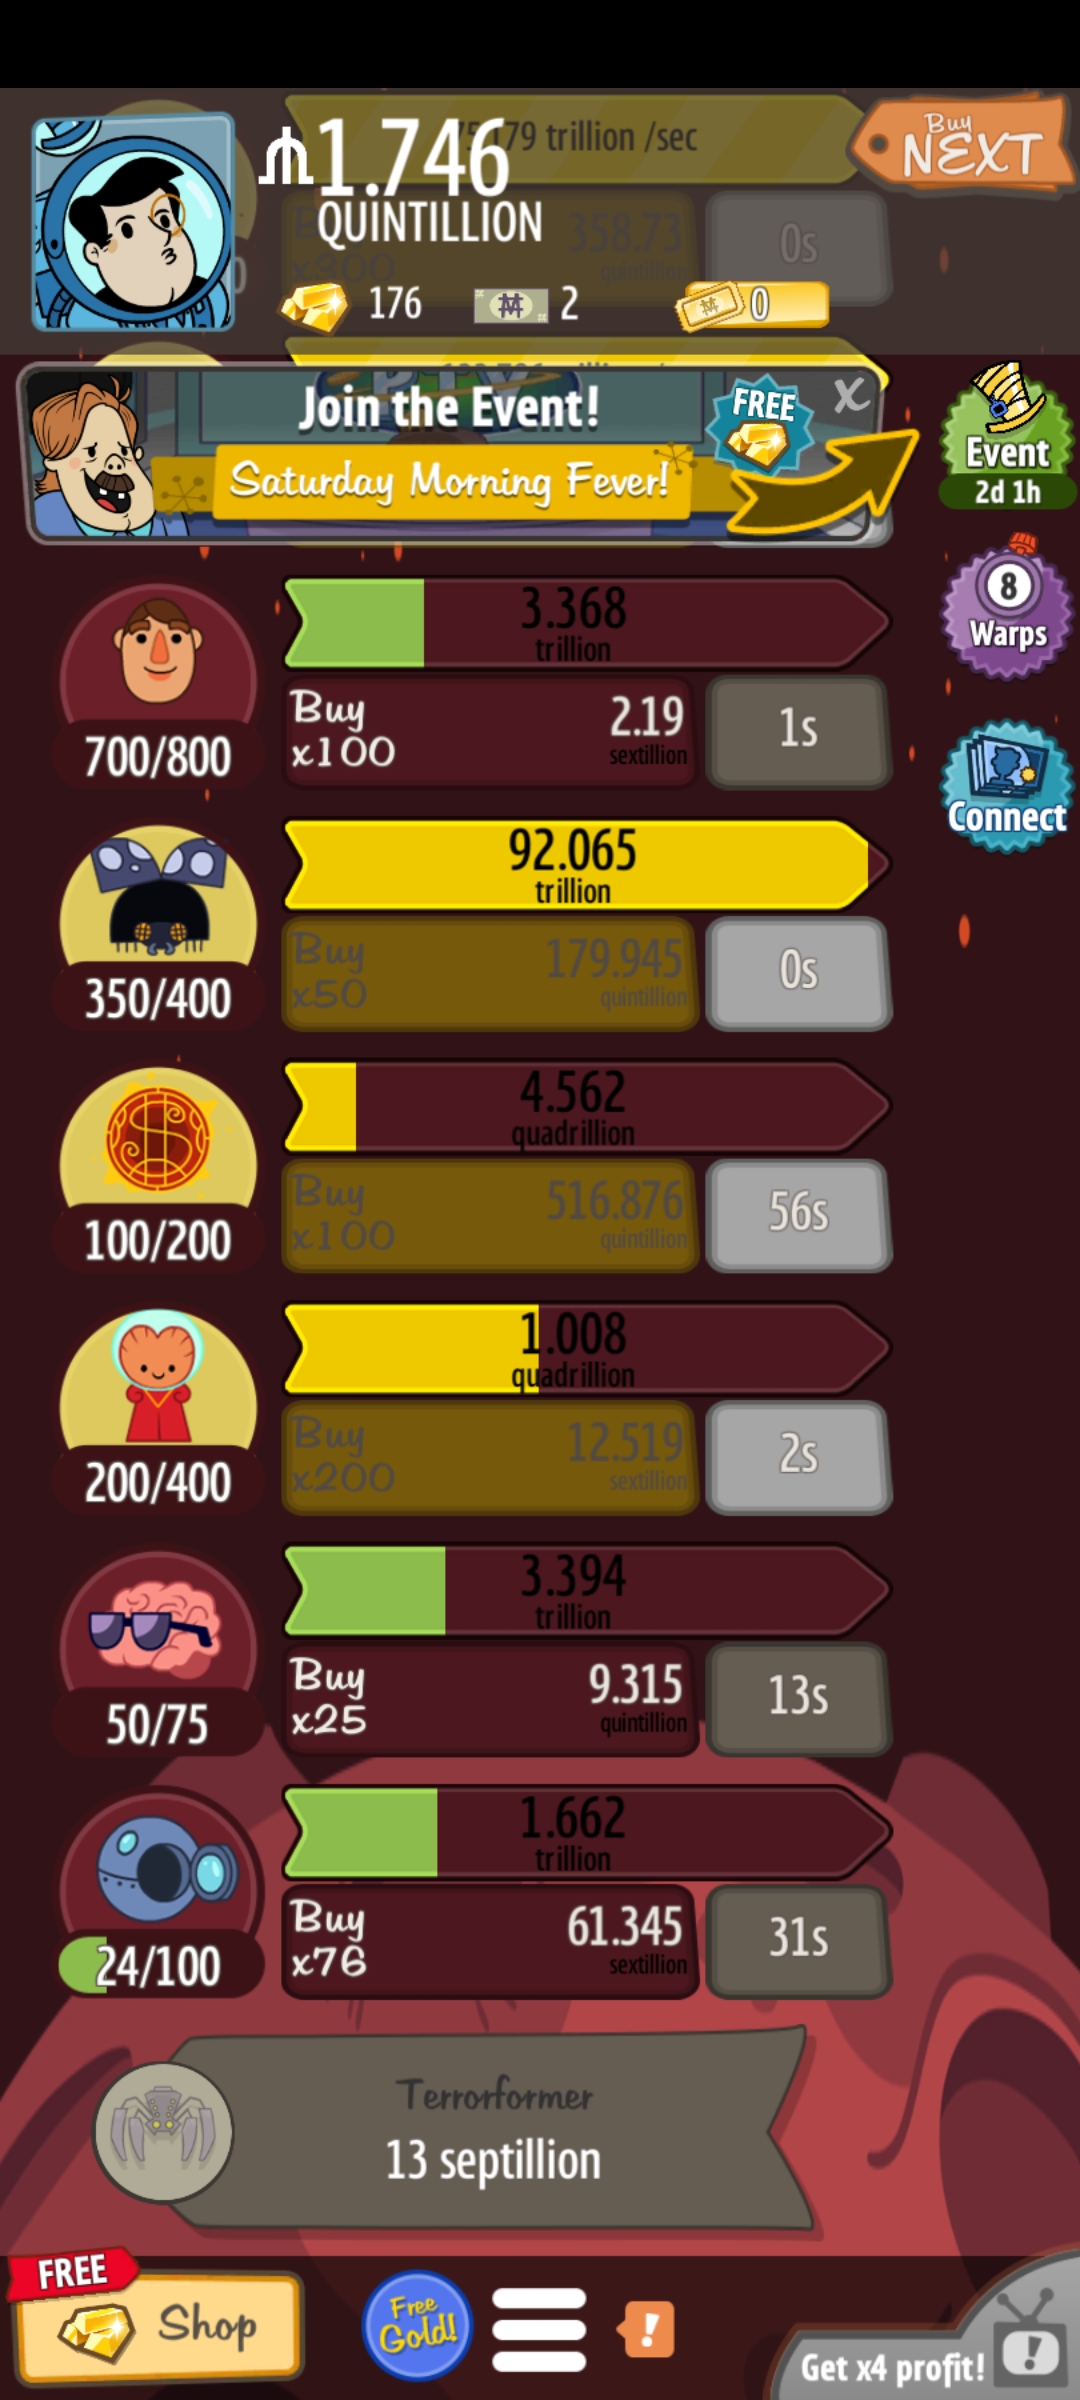 79 trillion /sec
1.746
QUINTILLION
Buy
NEXT
358.73
x300
0s
176
2
0
Join the Event!
FREE
X
Saturday Morning Fever!
Event
2d 1h
8
Warps
Connect
3.368
trillion
700/800
Buy
x100
2.19
sextillion
1s
92.065
trillion
350/400
Buy
x50
179.945
quintillion
0s
4.562
quadrillion
100/200
Buy
x100
516.876
quintillion
56s
1.008
quadrillion
200/400
Buy
x200
12.519
sextillion
2s
3.394
trillion
50/75
Buy
x25
9.315
quintillion
13s
1.662
trillion
24/100
Buy
x76
61.345
sextillion
31s
Terrorformer
13 septillion
FREE
Shop
Free
Gold!
!
Get x4 profit!
!